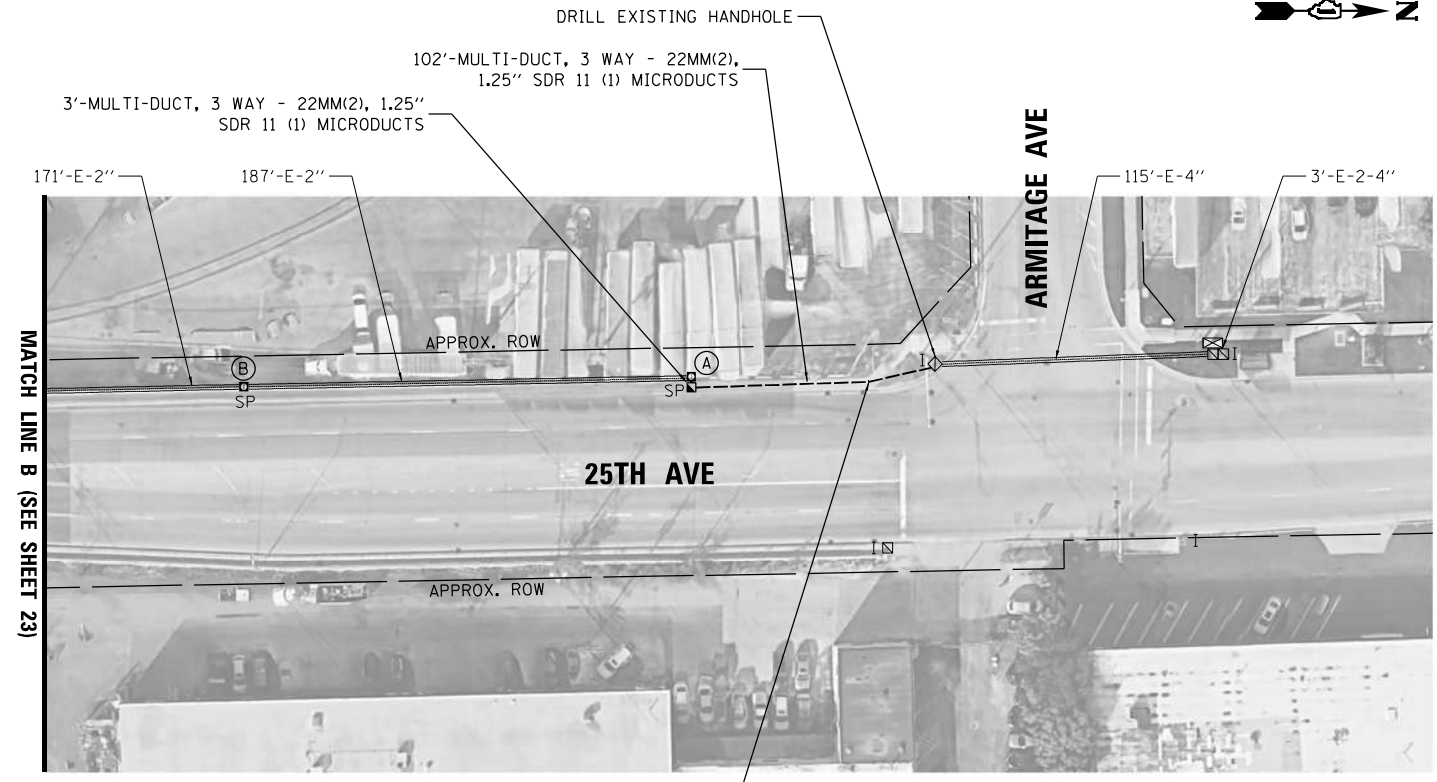 DRILL EXISTING HANDHOLE
N
102'-MULTI-DUCT, 3 WAY - 22MM(2),
1.25'' SDR 11 (1) MICRODUCTS
3'-MULTI-DUCT, 3 WAY - 22MM(2), 1.25''
SDR 11 (1) MICRODUCTS
ARMITAGE AVE
171'-E-2''
187'-E-2''
115'-E-4''
3'-E-2-4''
APPROX. ROW
B
A
I
I
SP
SP
MATCH LINE B (SEE SHEET 23)
25TH AVE
I
I
APPROX. ROW